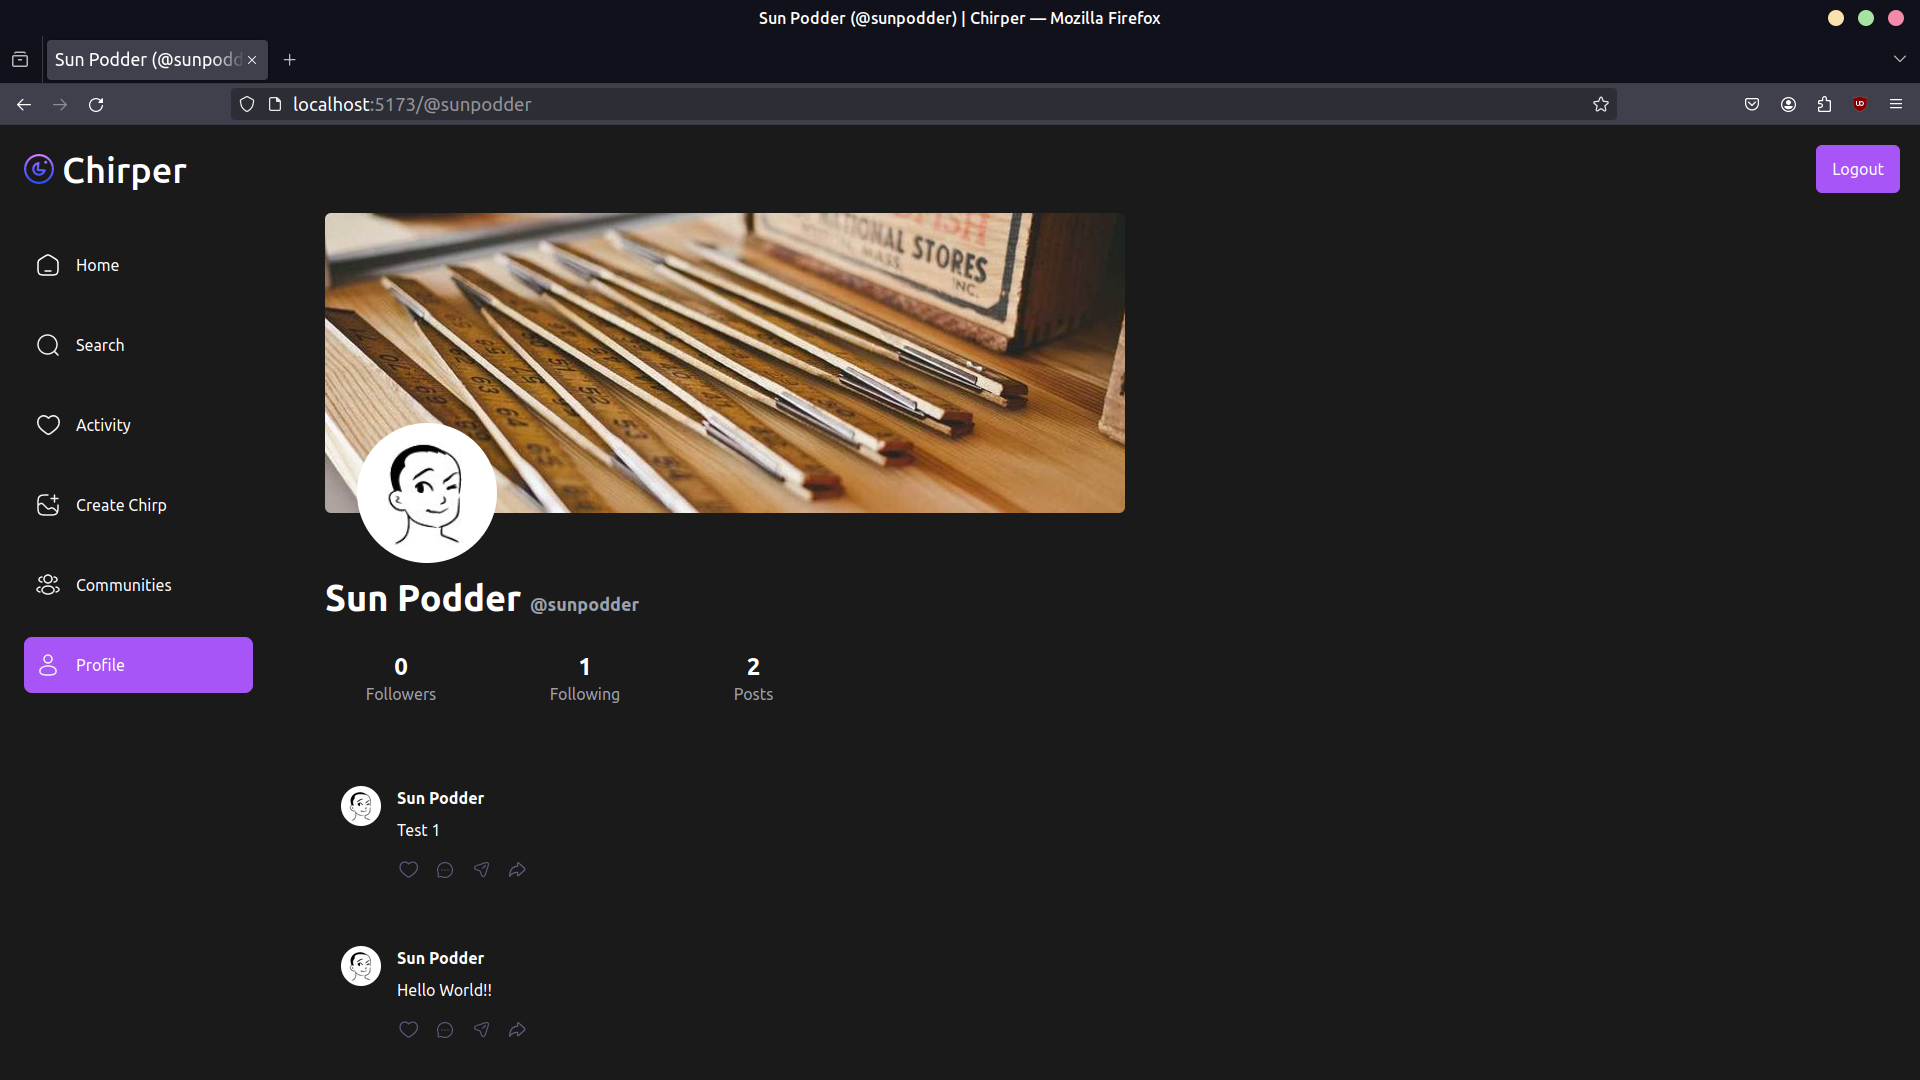 Sun Podder (@sunpodder) | Chirper — Mozilla Firefox
Sun Podder (@sunpodd
localhost:5173/@sunpodder
Chirper
Logout
Home
Search
Activity
Create Chirp
Communities
Profile
NATIONAL STORES
MASS.
INC.
Sun Podder @sunpodder
0
Followers
1
Following
2
Posts
Sun Podder
Test 1
Sun Podder
Hello World!!